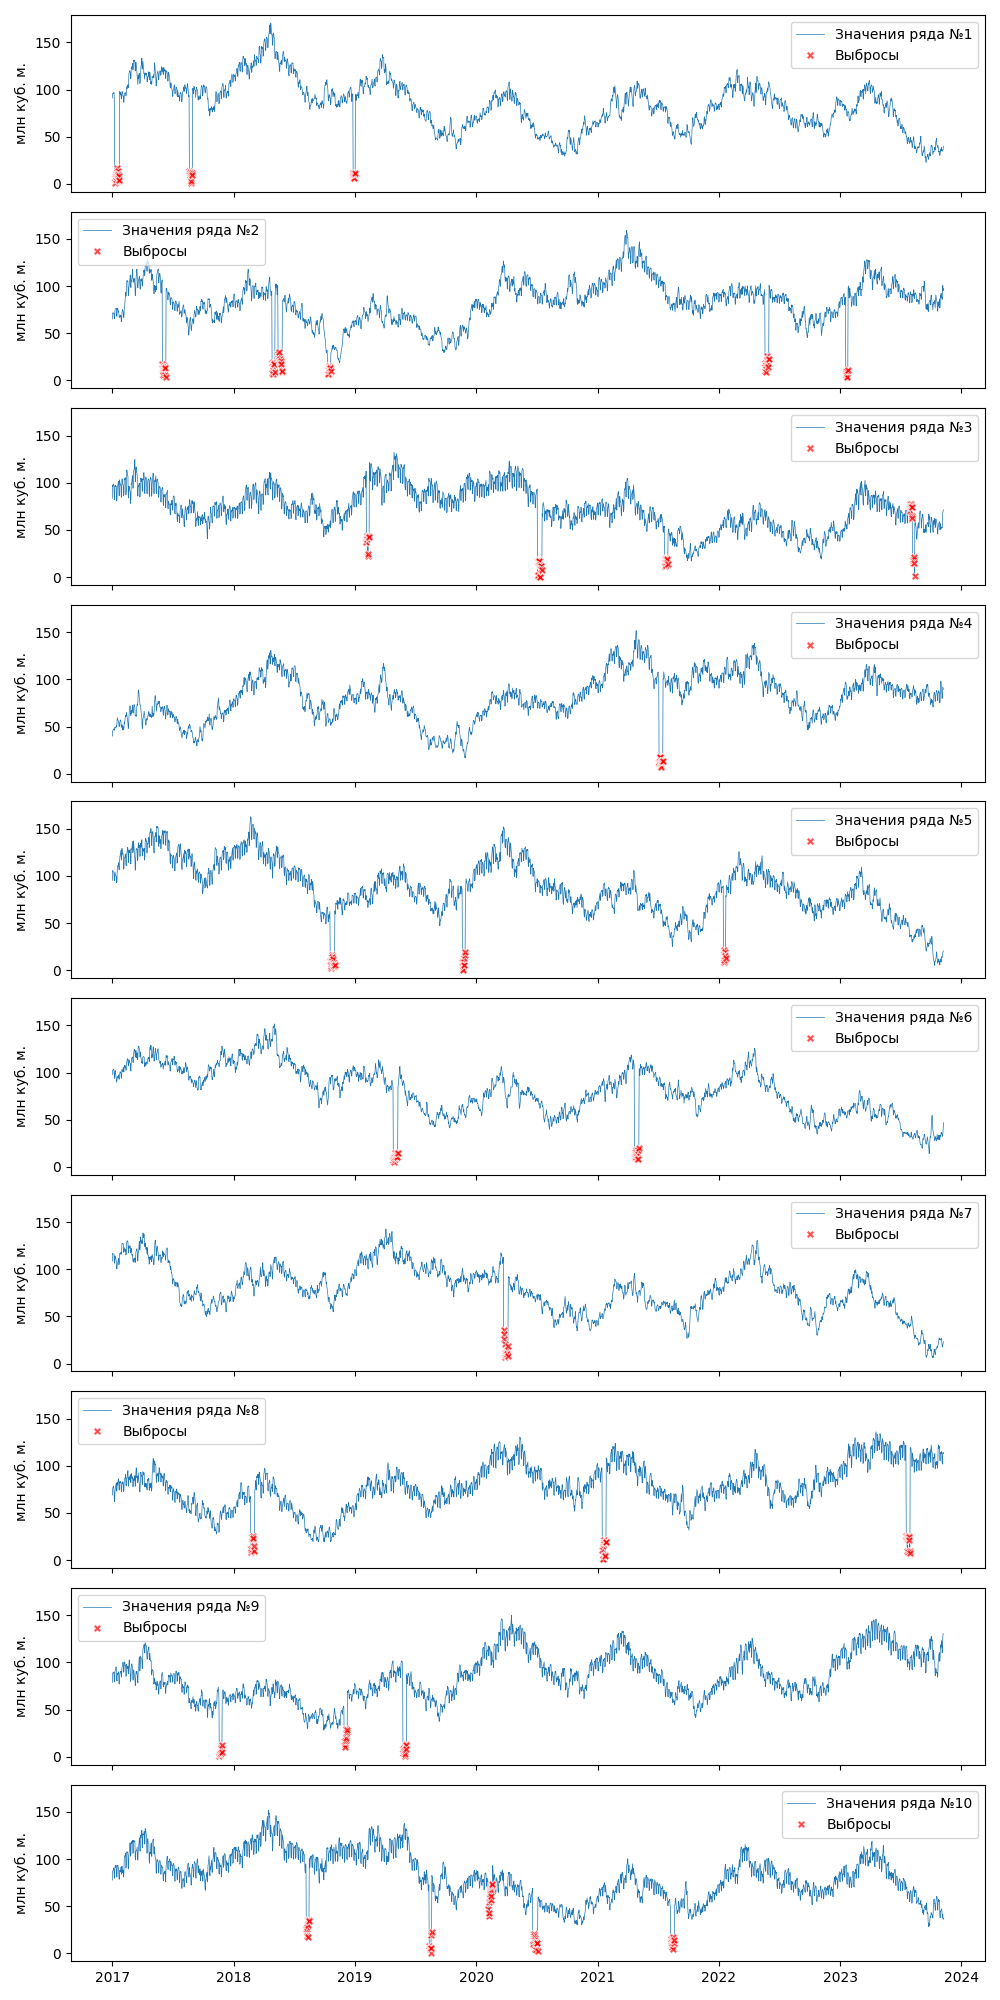 млн куб. м.
150
100
50
0
Значения ряда №1
Выбросы
млн куб. м.
150
100
50
0
Значения ряда №2
Выбросы
млн куб. м.
150
100
50
0
Значения ряда №3
Выбросы
млн куб. м.
150
100
50
0
Значения ряда №4
Выбросы
млн куб. м.
150
100
50
0
Значения ряда №5
Выбросы
млн куб. м.
150
100
50
0
Значения ряда №6
Выбросы
млн куб. м.
150
100
50
0
Значения ряда №7
Выбросы
млн куб. м.
150
100
50
0
Значения ряда №8
Выбросы
млн куб. м.
150
100
50
0
Значения ряда №9
Выбросы
млн куб. м.
150
100
50
0
Значения ряда №10
Выбросы
2017 2018 2019 2020 2021 2022 2023 2024